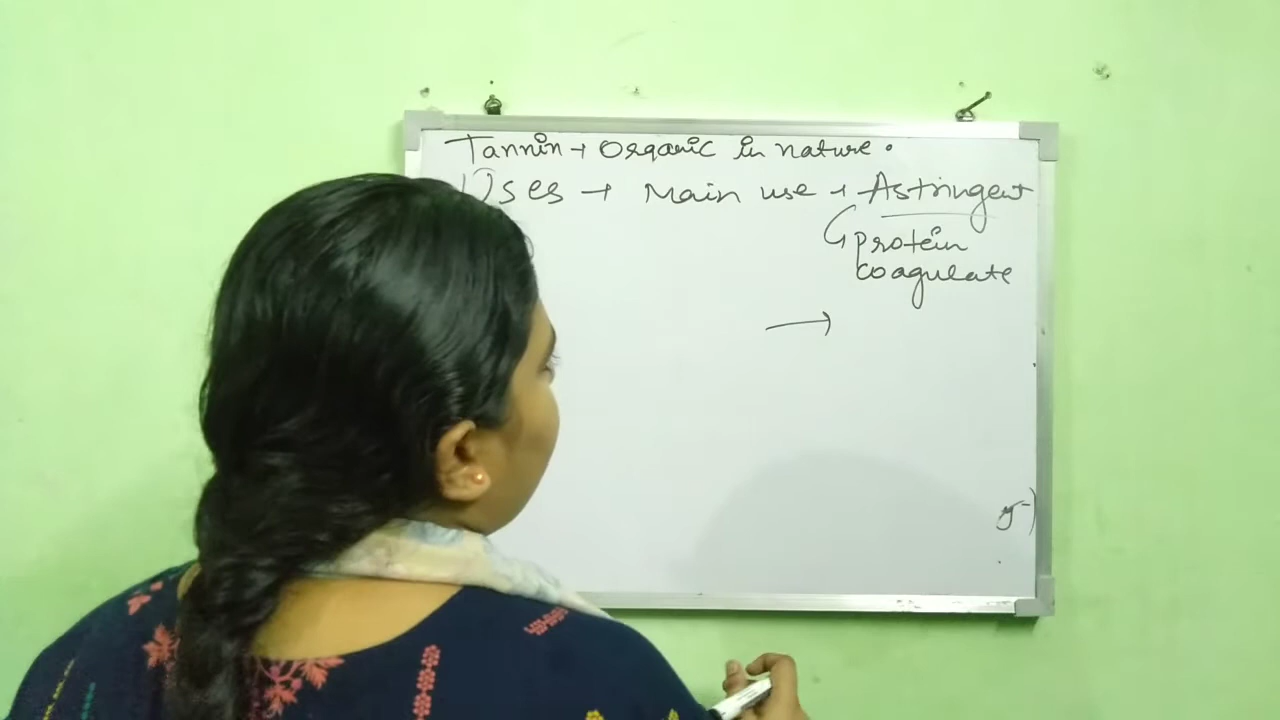 Tannin → Organic in nature.
Uses → Main use → Astringent
protein
coagulate